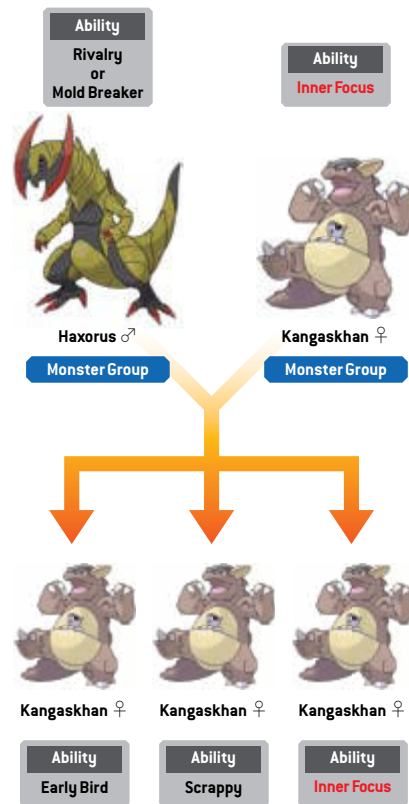 Ability
Rivalry
or
Mold Breaker
Ability
Inner Focus
Haxorus ♂
Kangaskhan ♀
Monster Group
Monster Group
Kangaskhan ♀
Kangaskhan ♀
Kangaskhan ♀
Ability
Early Bird
Ability
Scrappy
Ability
Inner Focus